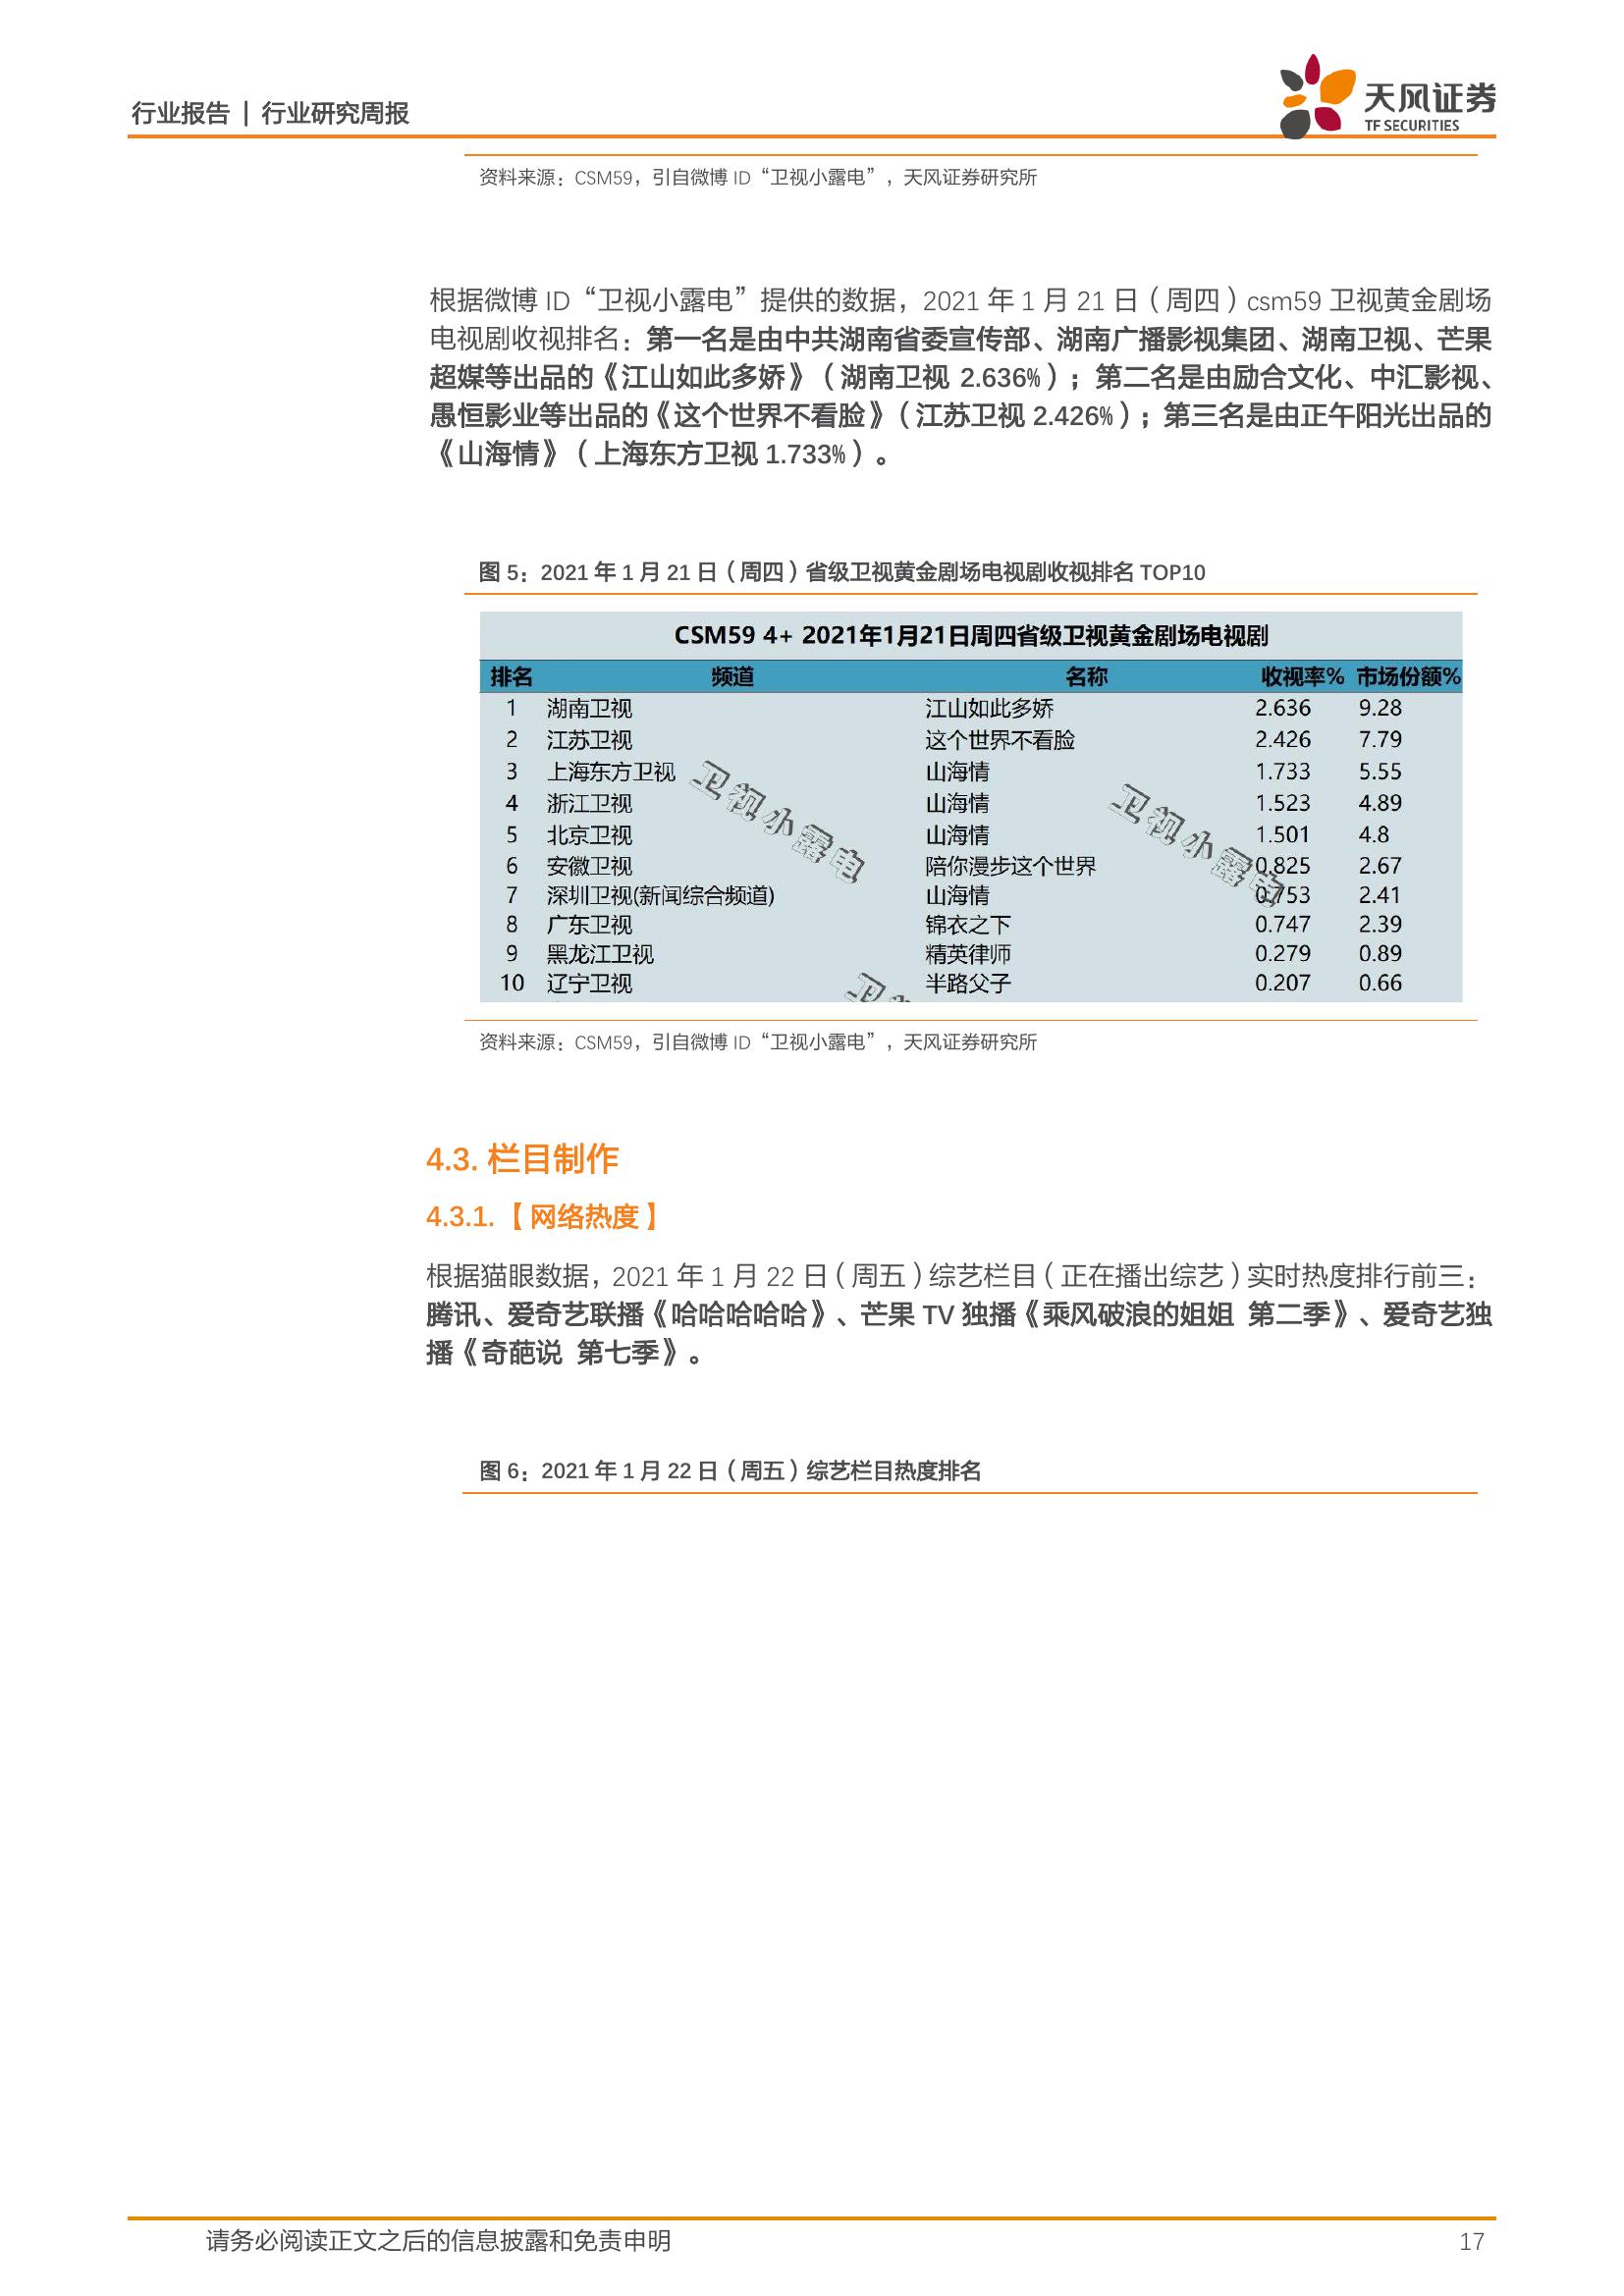 行业报告 | 行业研究周报
天风证券
TF SECURITIES
资料来源：CSM59，引自微博 ID“卫视小露电”，天风证券研究所
根据微博 ID“卫视小露电”提供的数据，2021 年 1 月 21 日（周四）csm59 卫视黄金剧场
电视剧收视排名：第一名是由中共湖南省委宣传部、湖南广播影视集团、湖南卫视、芒果
超媒等出品的《江山如此多娇》（湖南卫视 2.636%）；第二名是由励合文化、中汇影视、
愚恒影业等出品的《这个世界不看脸》（江苏卫视 2.426%）；第三名是由正午阳光出品的
《山海情》（上海东方卫视 1.733%）。
图 5：2021 年 1 月 21 日（周四）省级卫视黄金剧场电视剧收视排名 TOP10
CSM59 4+ 2021年1月21日周四省级卫视黄金剧场电视剧
排名 频道 名称 收视率% 市场份额%
1 湖南卫视 江山如此多娇 2.636 9.28
2 江苏卫视 这个世界不看脸 2.426 7.79
3 上海东方卫视 山海情 1.733 5.55
4 浙江卫视 山海情 1.523 4.89
5 北京卫视 山海情 1.501 4.8
6 安徽卫视 陪你漫步这个世界 0.825 2.67
7 深圳卫视(新闻综合频道) 山海情 0.753 2.41
8 广东卫视 锦衣之下 0.747 2.39
9 黑龙江卫视 精英律师 0.279 0.89
10 辽宁卫视 半路父子 0.207 0.66
卫视小露电
卫视小露电
资料来源：CSM59，引自微博 ID“卫视小露电”，天风证券研究所
4.3. 栏目制作
4.3.1.【网络热度】
根据猫眼数据，2021 年 1 月 22 日（周五）综艺栏目（正在播出综艺）实时热度排行前三：
腾讯、爱奇艺联播《哈哈哈哈哈》、芒果 TV 独播《乘风破浪的姐姐 第二季》、爱奇艺独
播《奇葩说 第七季》。
图 6：2021 年 1 月 22 日（周五）综艺栏目热度排名
请务必阅读正文之后的信息披露和免责申明
17